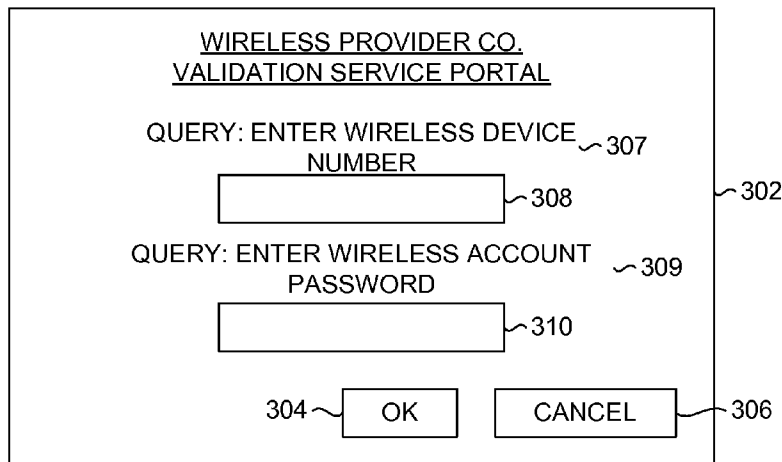 WIRELESS PROVIDER CO.
VALIDATION SERVICE PORTAL
QUERY: ENTER WIRELESS DEVICE
NUMBER
307
308
302
QUERY: ENTER WIRELESS ACCOUNT
PASSWORD
309
310
304
OK
CANCEL
306